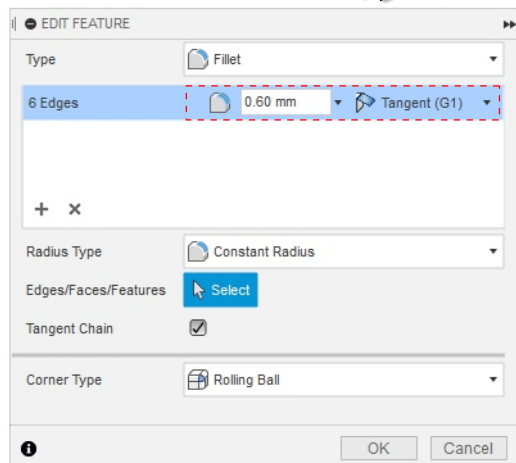 EDIT FEATURE
Type Fillet
6 Edges 0.60 mm Tangent (G1)
Radius Type Constant Radius
Edges/Faces/Features Select
Tangent Chain
Corner Type Rolling Ball
OK Cancel